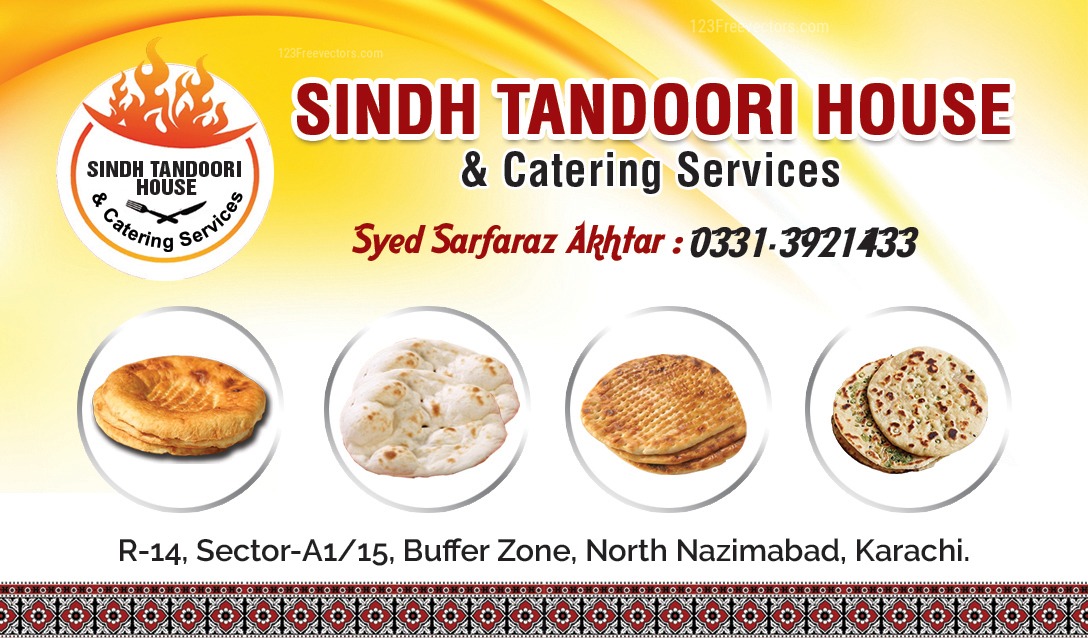 123Freevectors.com
123Freevectors.com
SINDH TANDOORI HOUSE
& Catering Services
SINDH TANDOORI
HOUSE
& Catering Services
Syed Sarfaraz Akhtar : 0331-3921433
R-14, Sector-A1/15, Buffer Zone, North Nazimabad, Karachi.